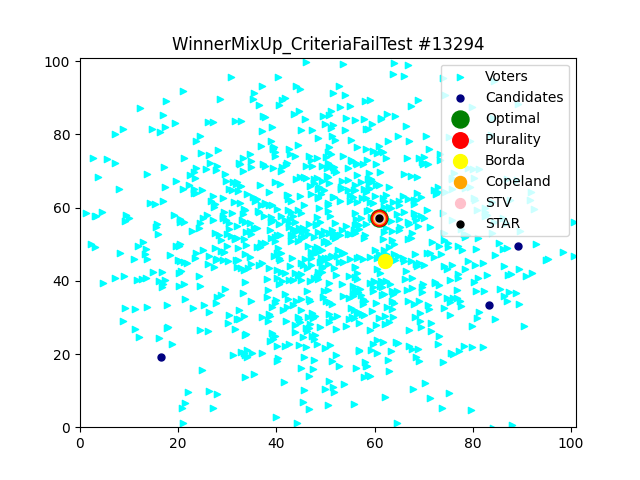 WinnerMixUp_CriteriaFailTest #13294
100
80
60
40
20
0
0
20
40
60
80
100
Voters
Candidates
Optimal
Plurality
Borda
Copeland
STV
STAR